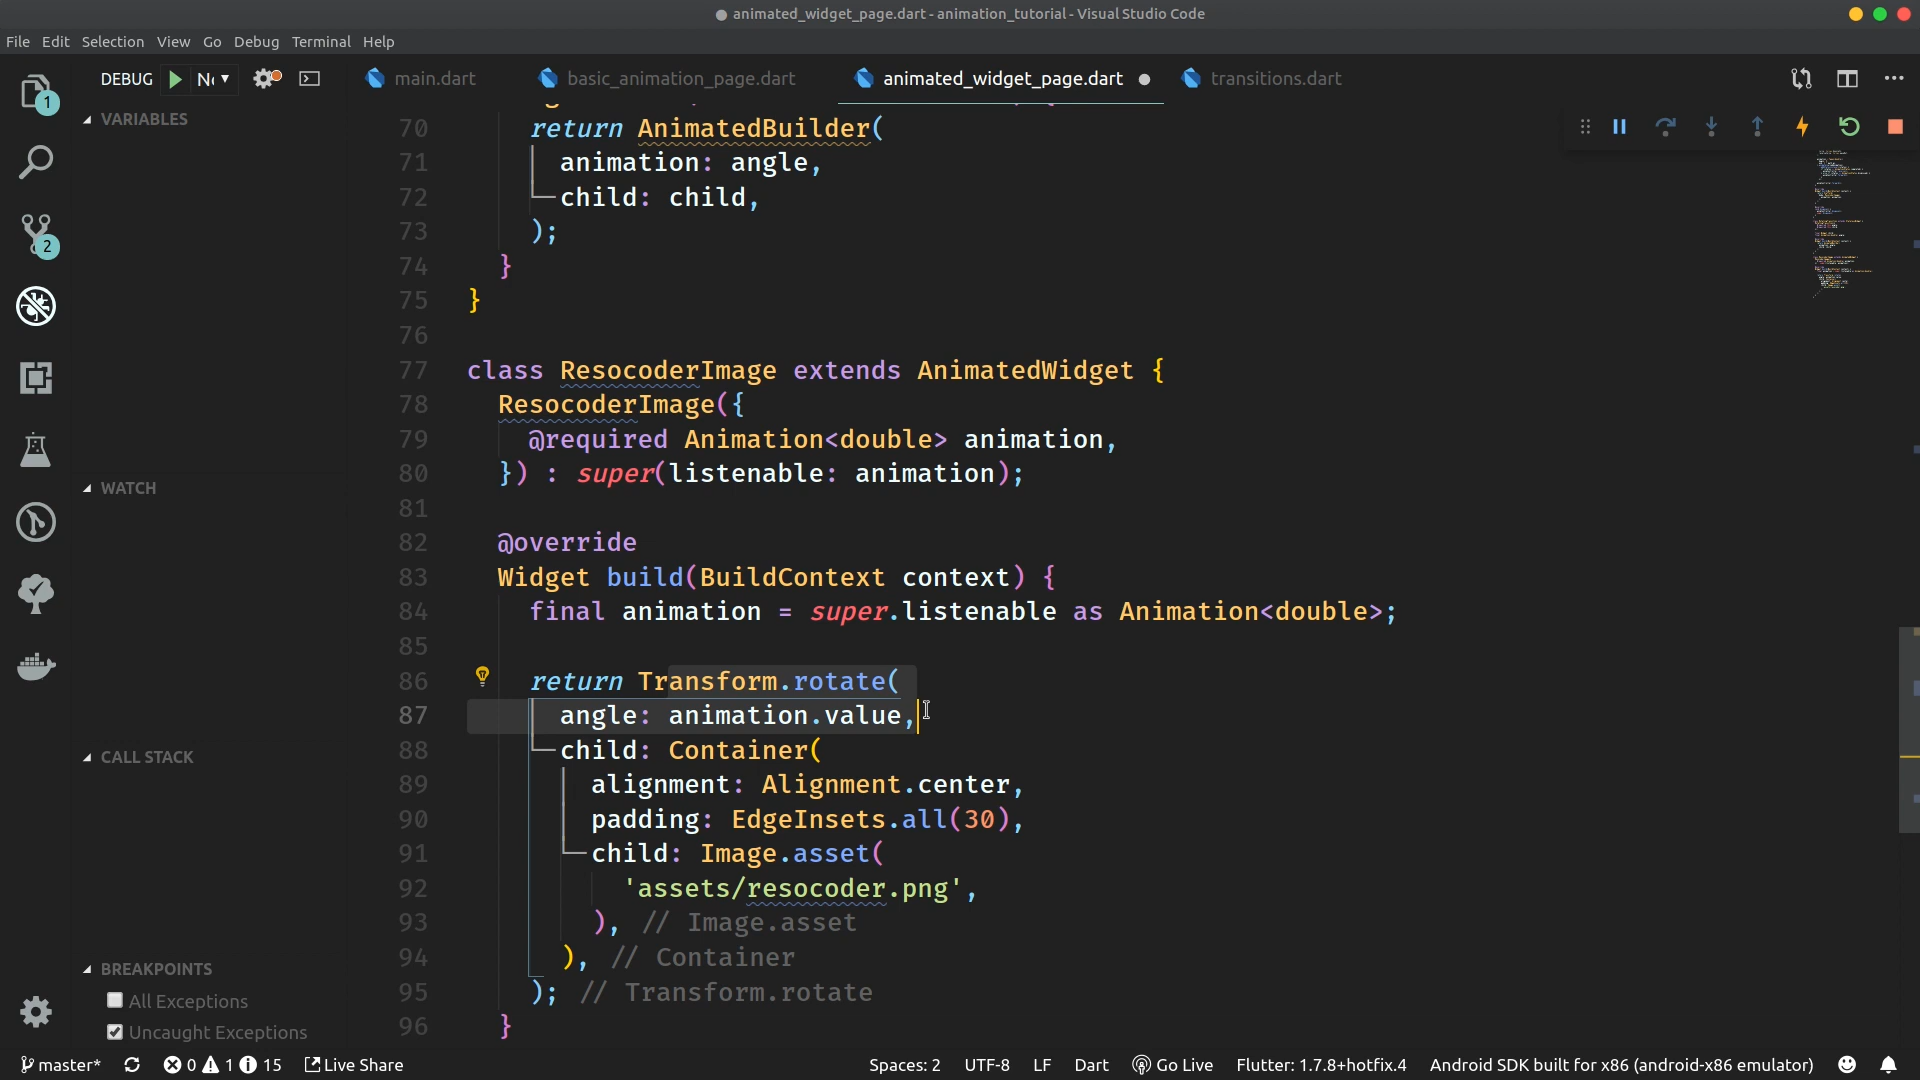 animated_widget_page.dart - animation_tutorial - Visual Studio Code
File Edit Selection View Go Debug Terminal Help
DEBUG
main.dart
basic_animation_page.dart
animated_widget_page.dart
transitions.dart
1
2
VARIABLES
WATCH
CALL STACK
BREAKPOINTS
All Exceptions
Uncaught Exceptions
70 return AnimatedBuilder(
71 animation: angle,
72 child: child,
73 );
74 }
75 }
76
77 class ResocoderImage extends AnimatedWidget {
78 ResocoderImage({
79 @required Animation<double> animation,
80 }) : super(listenable: animation);
81
82 @override
83 Widget build(BuildContext context) {
84 final animation = super.listenable as Animation<double>;
85
86 return Transform.rotate(
87 angle: animation.value,
88 child: Container(
89 alignment: Alignment.center,
90 padding: EdgeInsets.all(30),
91 child: Image.asset(
92 'assets/resocoder.png',
93 ), // Image.asset
94 ), // Container
95 ); // Transform.rotate
96 }
master* 0 1 15 Live Share Spaces: 2 UTF-8 LF Dart Go Live Flutter: 1.7.8+hotfix.4 Android SDK built for x86 (android-x86 emulator)